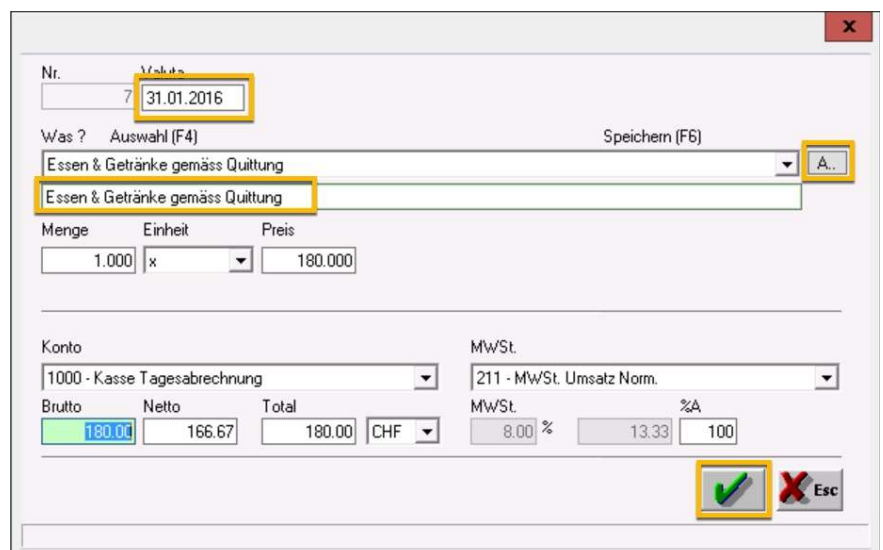 x
Nr. Valuta
7 31.01.2016
Was ? Auswahl (F4) Speichern (F6)
Essen & Getränke gemäss Quittung A..
Essen & Getränke gemäss Quittung
Menge Einheit Preis
1.000 x 180.000
Konto MWSt.
1000 - Kasse Tagesabrechnung 211 - MWSt. Umsatz Norm.
Brutto Netto Total MWSt. %A
180.00 166.67 180.00 CHF 8.00 % 13.33 100
Esc